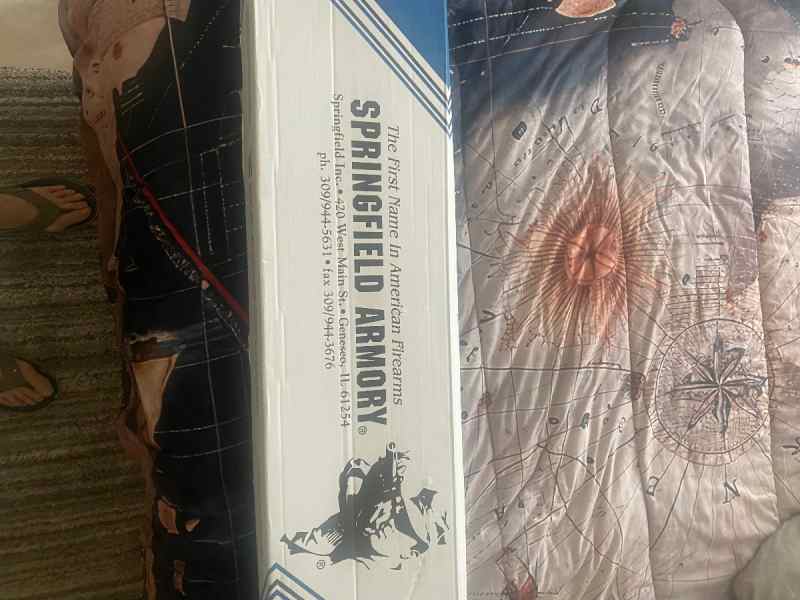 The First Name In American Firearms
SPRINGFIELD ARMORY®
Springfield Inc. • 420 West Main St. • Geneseo, IL 61254
ph. 309/944-5631 • fax 309/944-3676
®
N
E